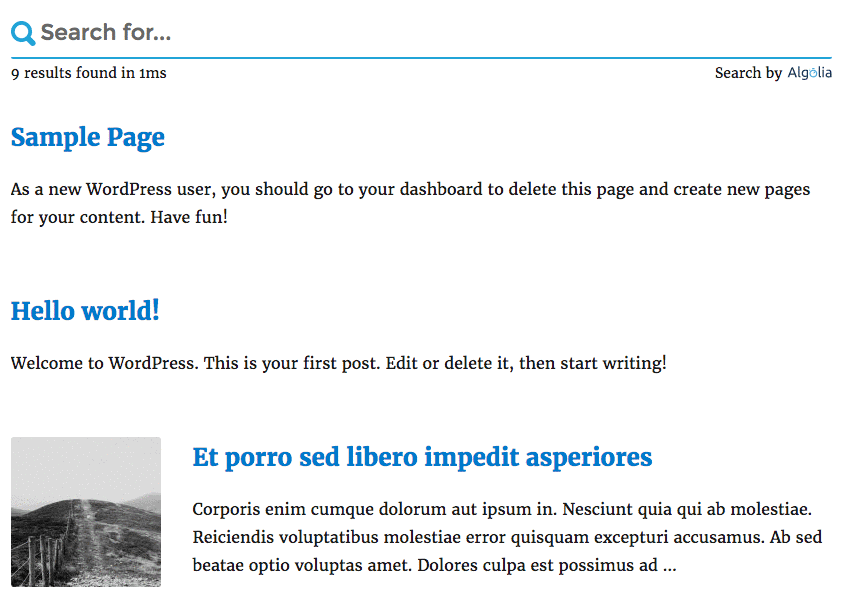 Search for...
9 results found in 1ms
Search by Algolia
Sample Page
As a new WordPress user, you should go to your dashboard to delete this page and create new pages
for your content. Have fun!
Hello world!
Welcome to WordPress. This is your first post. Edit or delete it, then start writing!
Et porro sed libero impedit asperiores
Corporis enim cumque dolorum aut ipsum in. Nesciunt quia qui ab molestiae.
Reiciendis voluptatibus molestiae error quisquam excepturi accusamus. Ab sed
beatae optio voluptas amet. Dolores culpa est possimus ad ...